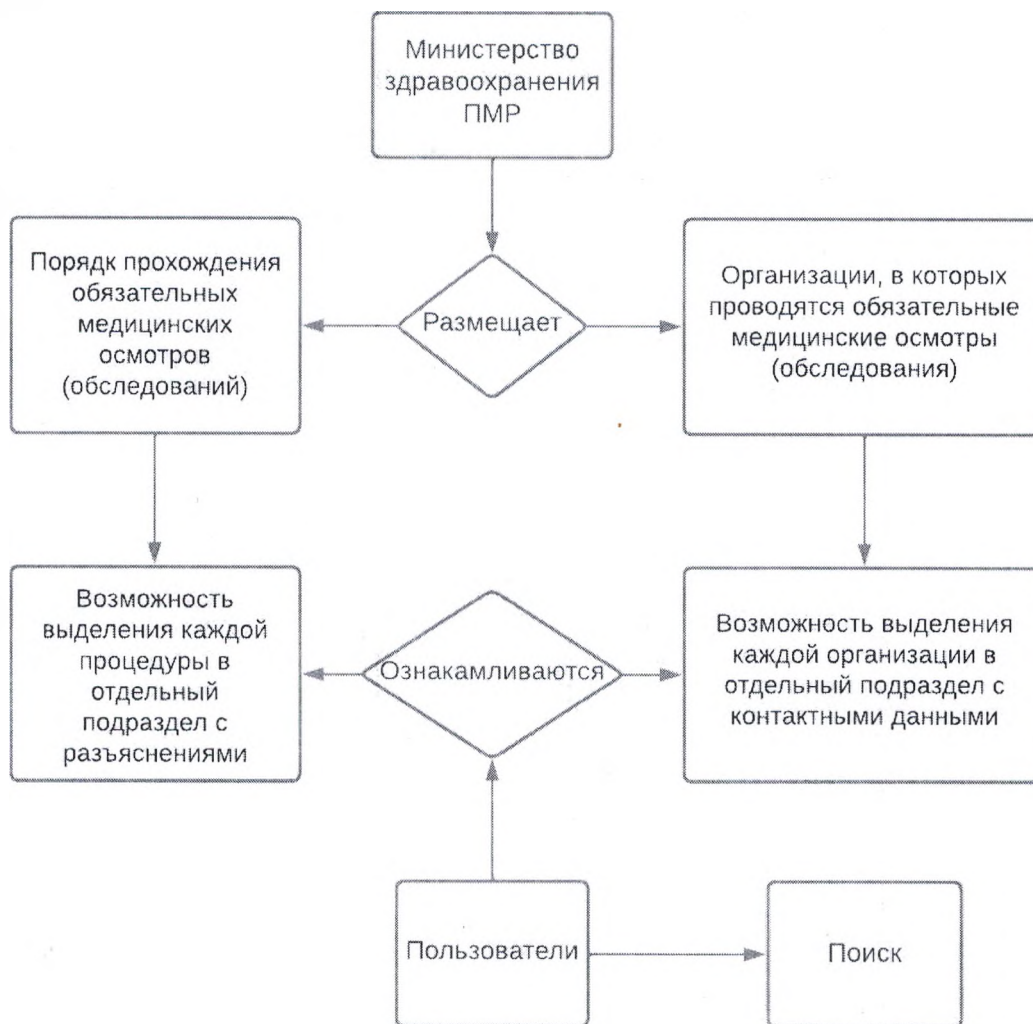 Министерство
здравоохранения
ПМР
Размещает
Порядк прохождения
обязательных
медицинских
осмотров
(обследований)
Организации, в которых
проводятся обязательные
медицинские осмотры
(обследования)
Возможность
выделения каждой
процедуры в
отдельный
подраздел с
разъяснениями
Ознакамливаются
Возможность выделения
каждой организации в
отдельный подраздел с
контактными данными
Пользователи
Поиск